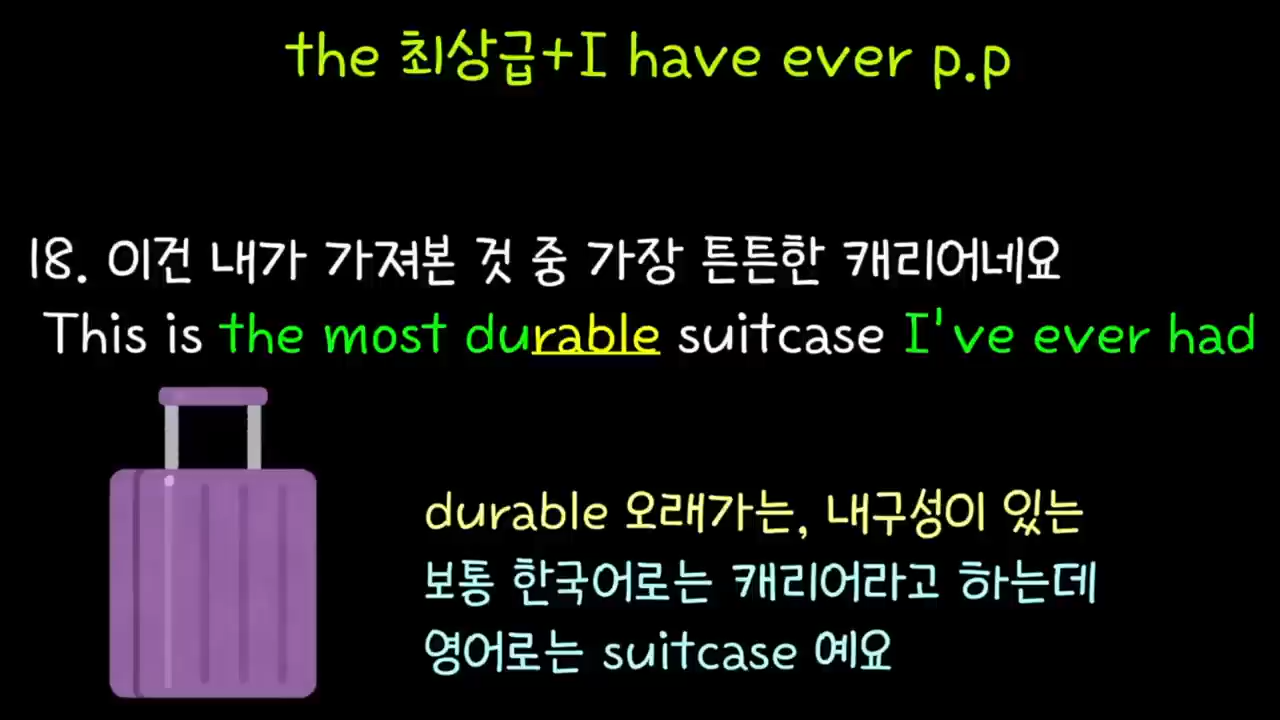 the 최상급+I have ever p.p
18. 이건 내가 가져본 것 중 가장 튼튼한 캐리어네요
This is the most durable suitcase I've ever had
durable 오래가는, 내구성이 있는
보통 한국어로는 캐리어라고 하는데
영어로는 suitcase 예요